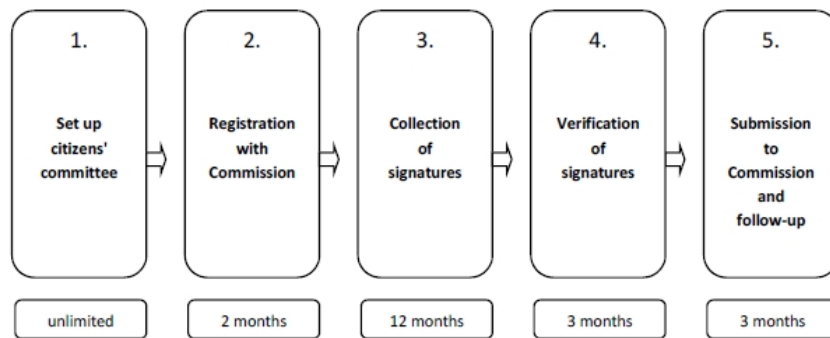 1.
Set up
citizens'
committee
2.
Registration
with
Commission
3.
Collection
of
signatures
4.
Verification
of
signatures
5.
Submission
to
Commission
and
follow-up
unlimited
2 months
12 months
3 months
3 months